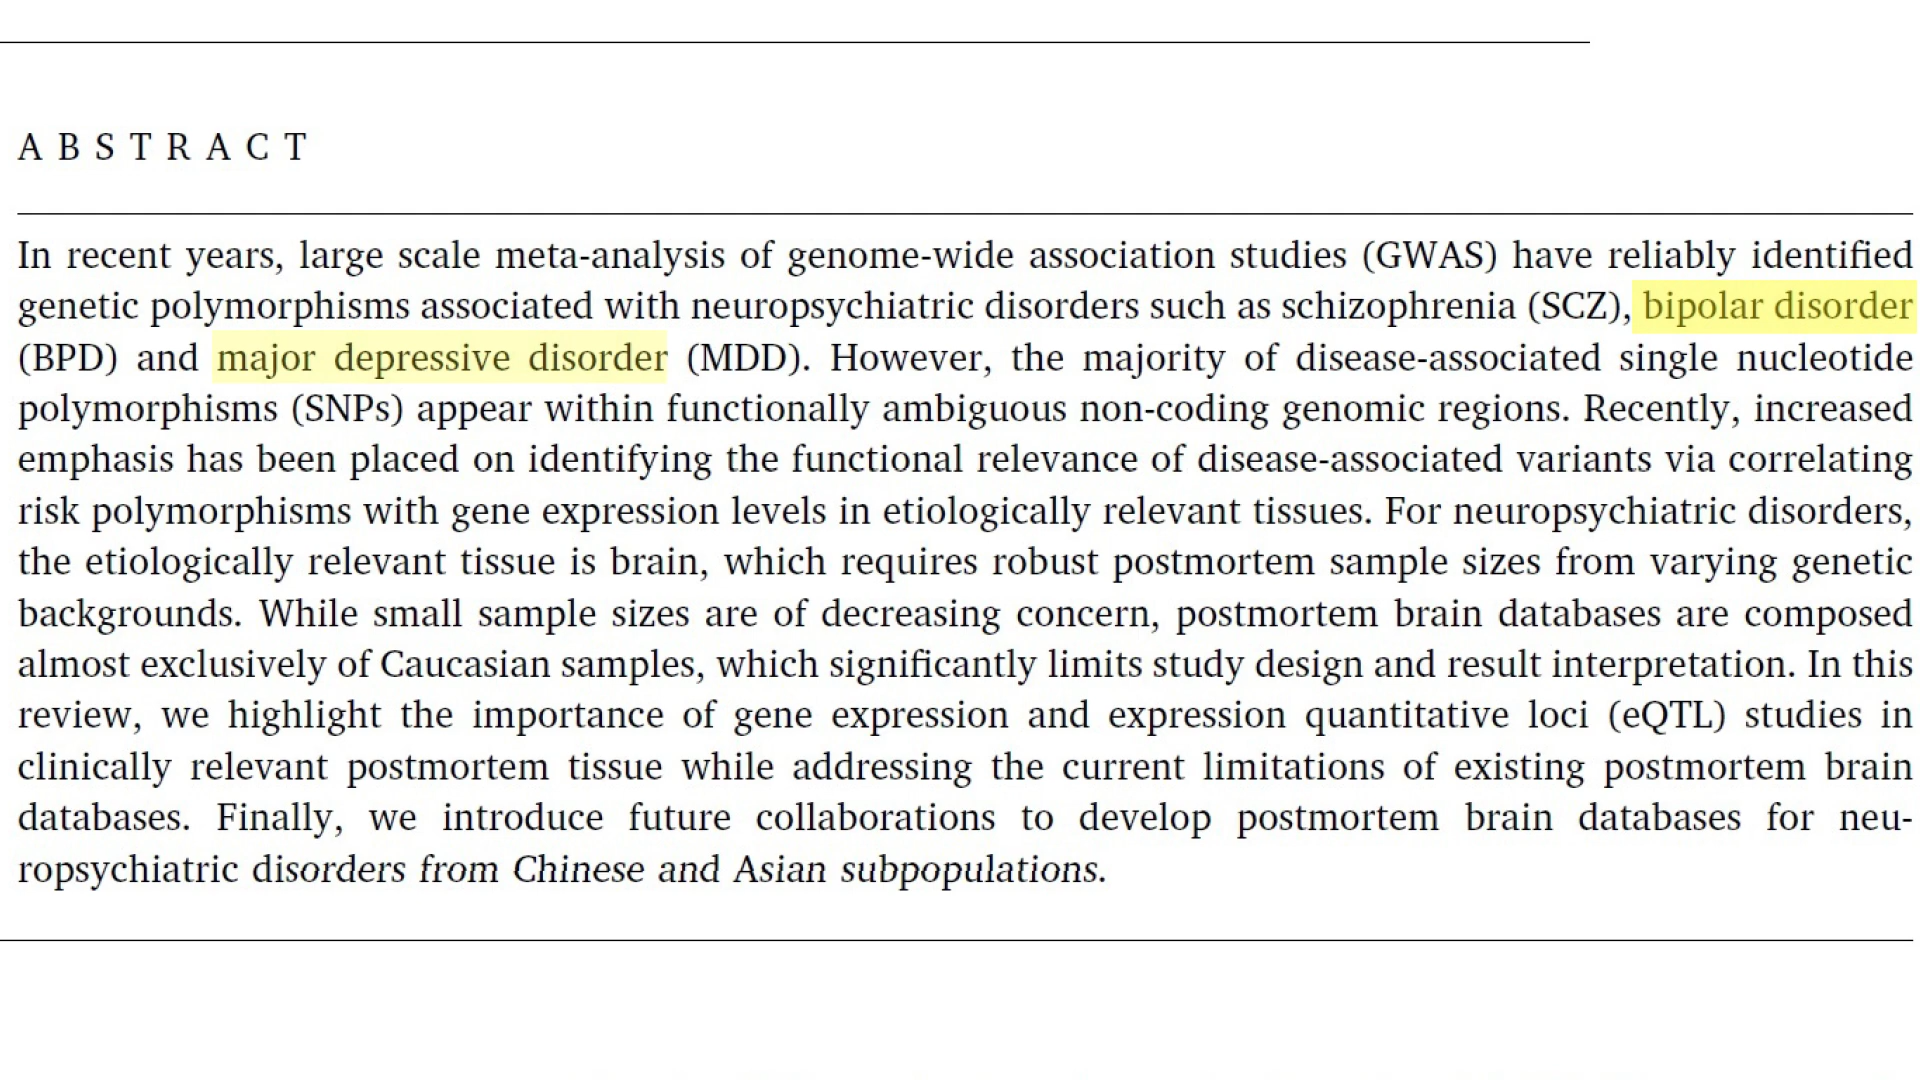 A B S T R A C T
In recent years, large scale meta-analysis of genome-wide association studies (GWAS) have reliably identified
genetic polymorphisms associated with neuropsychiatric disorders such as schizophrenia (SCZ), bipolar disorder
(BPD) and major depressive disorder (MDD). However, the majority of disease-associated single nucleotide
polymorphisms (SNPs) appear within functionally ambiguous non-coding genomic regions. Recently, increased
emphasis has been placed on identifying the functional relevance of disease-associated variants via correlating
risk polymorphisms with gene expression levels in etiologically relevant tissues. For neuropsychiatric disorders,
the etiologically relevant tissue is brain, which requires robust postmortem sample sizes from varying genetic
backgrounds. While small sample sizes are of decreasing concern, postmortem brain databases are composed
almost exclusively of Caucasian samples, which significantly limits study design and result interpretation. In this
review, we highlight the importance of gene expression and expression quantitative loci (eQTL) studies in
clinically relevant postmortem tissue while addressing the current limitations of existing postmortem brain
databases. Finally, we introduce future collaborations to develop postmortem brain databases for neu-
ropsychiatric disorders from Chinese and Asian subpopulations.